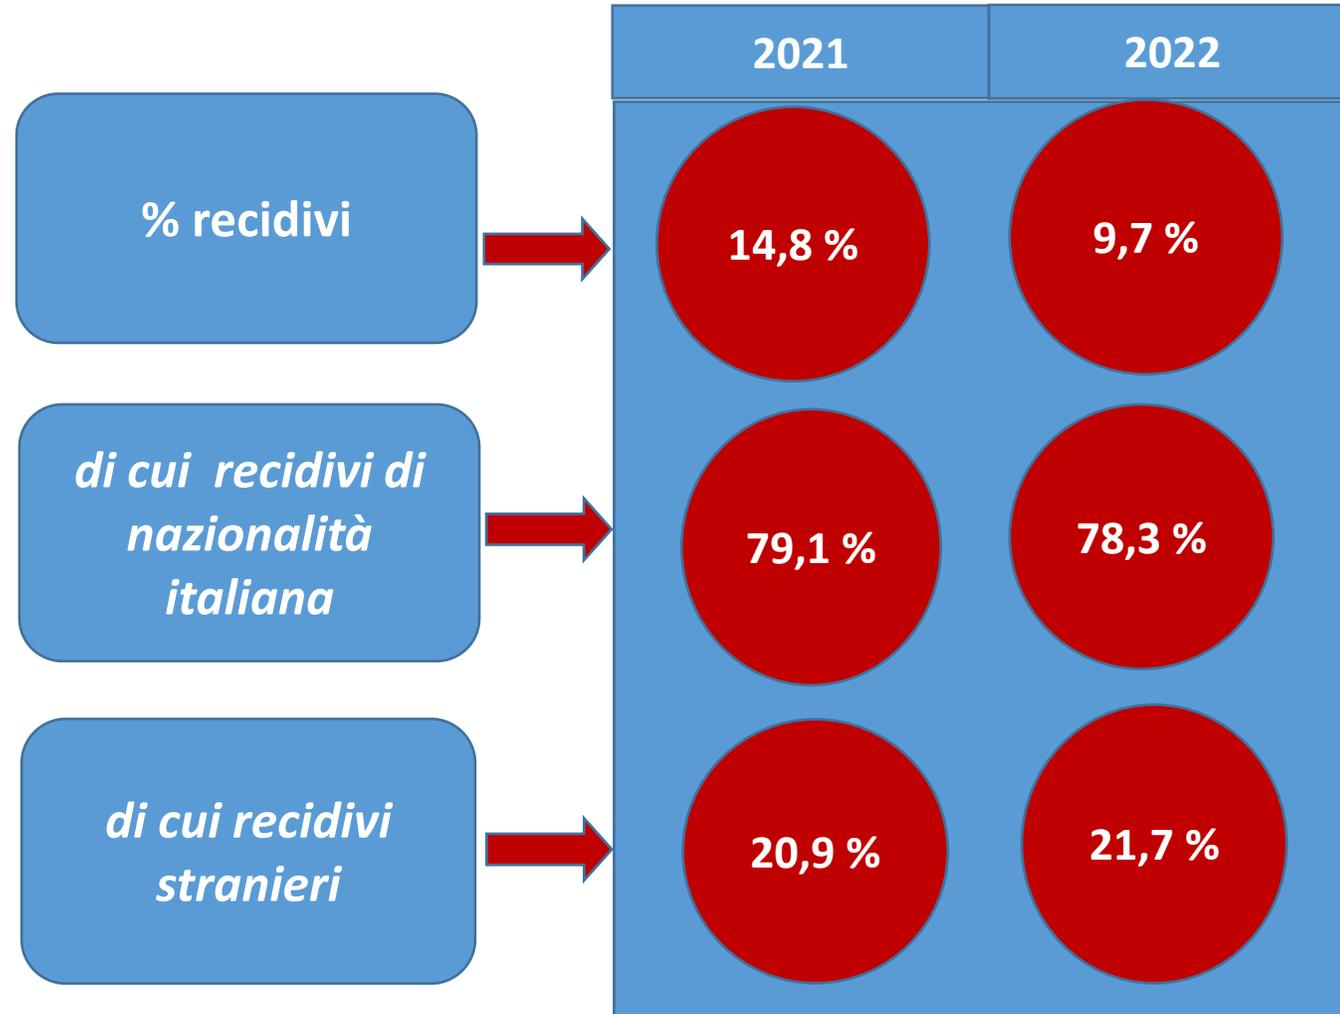 2021 2022
% recidivi
14,8 % 9,7 %
di cui recidivi di
nazionalità
italiana
79,1 % 78,3 %
di cui recidivi
stranieri
20,9 % 21,7 %